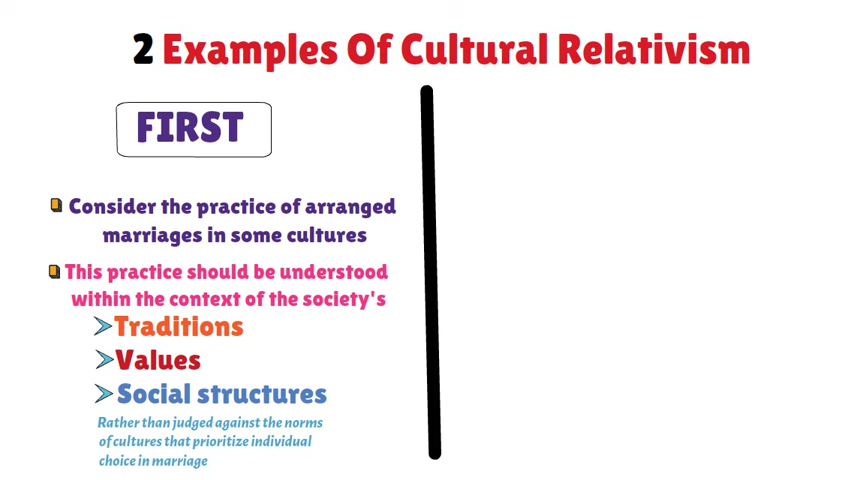 2 Examples Of Cultural Relativism
FIRST
Consider the practice of arranged
marriages in some cultures
This practice should be understood
within the context of the society's
Traditions
Values
Social structures
Rather than judged against the norms
of cultures that prioritize individual
choice in marriage